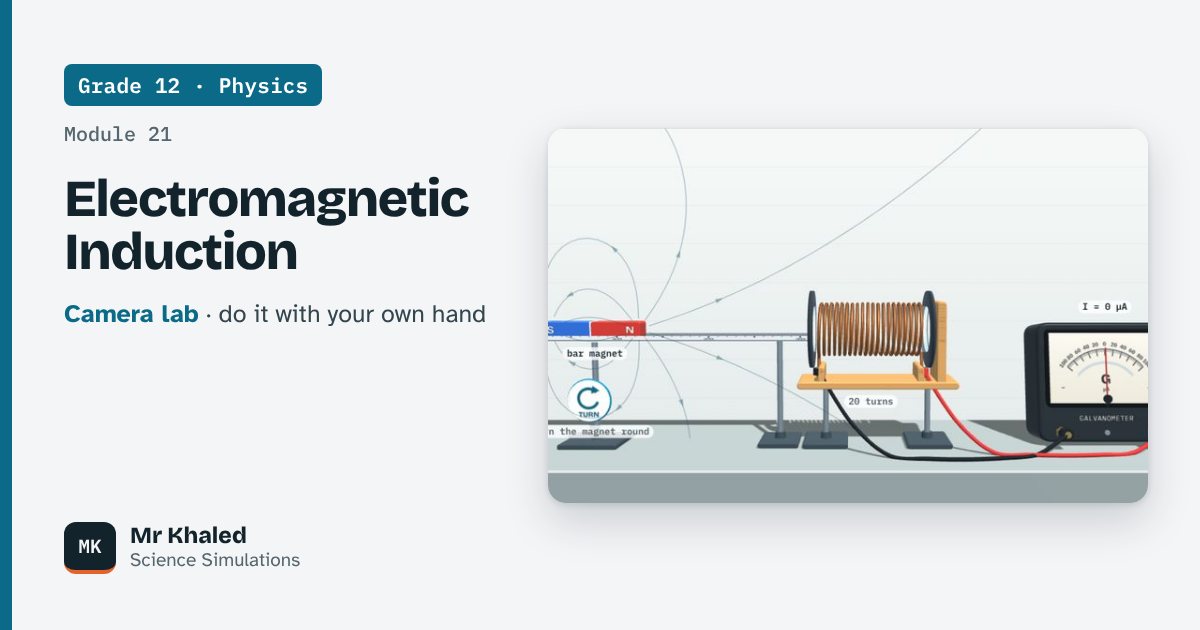 Grade 12 · Physics
Module 21
Electromagnetic
Induction
Camera lab · do it with your own hand
I = 0 µA
S N
bar magnet
TURN
n the magnet round
20 turns
G
GALVANOMETER
MK
Mr Khaled
Science Simulations